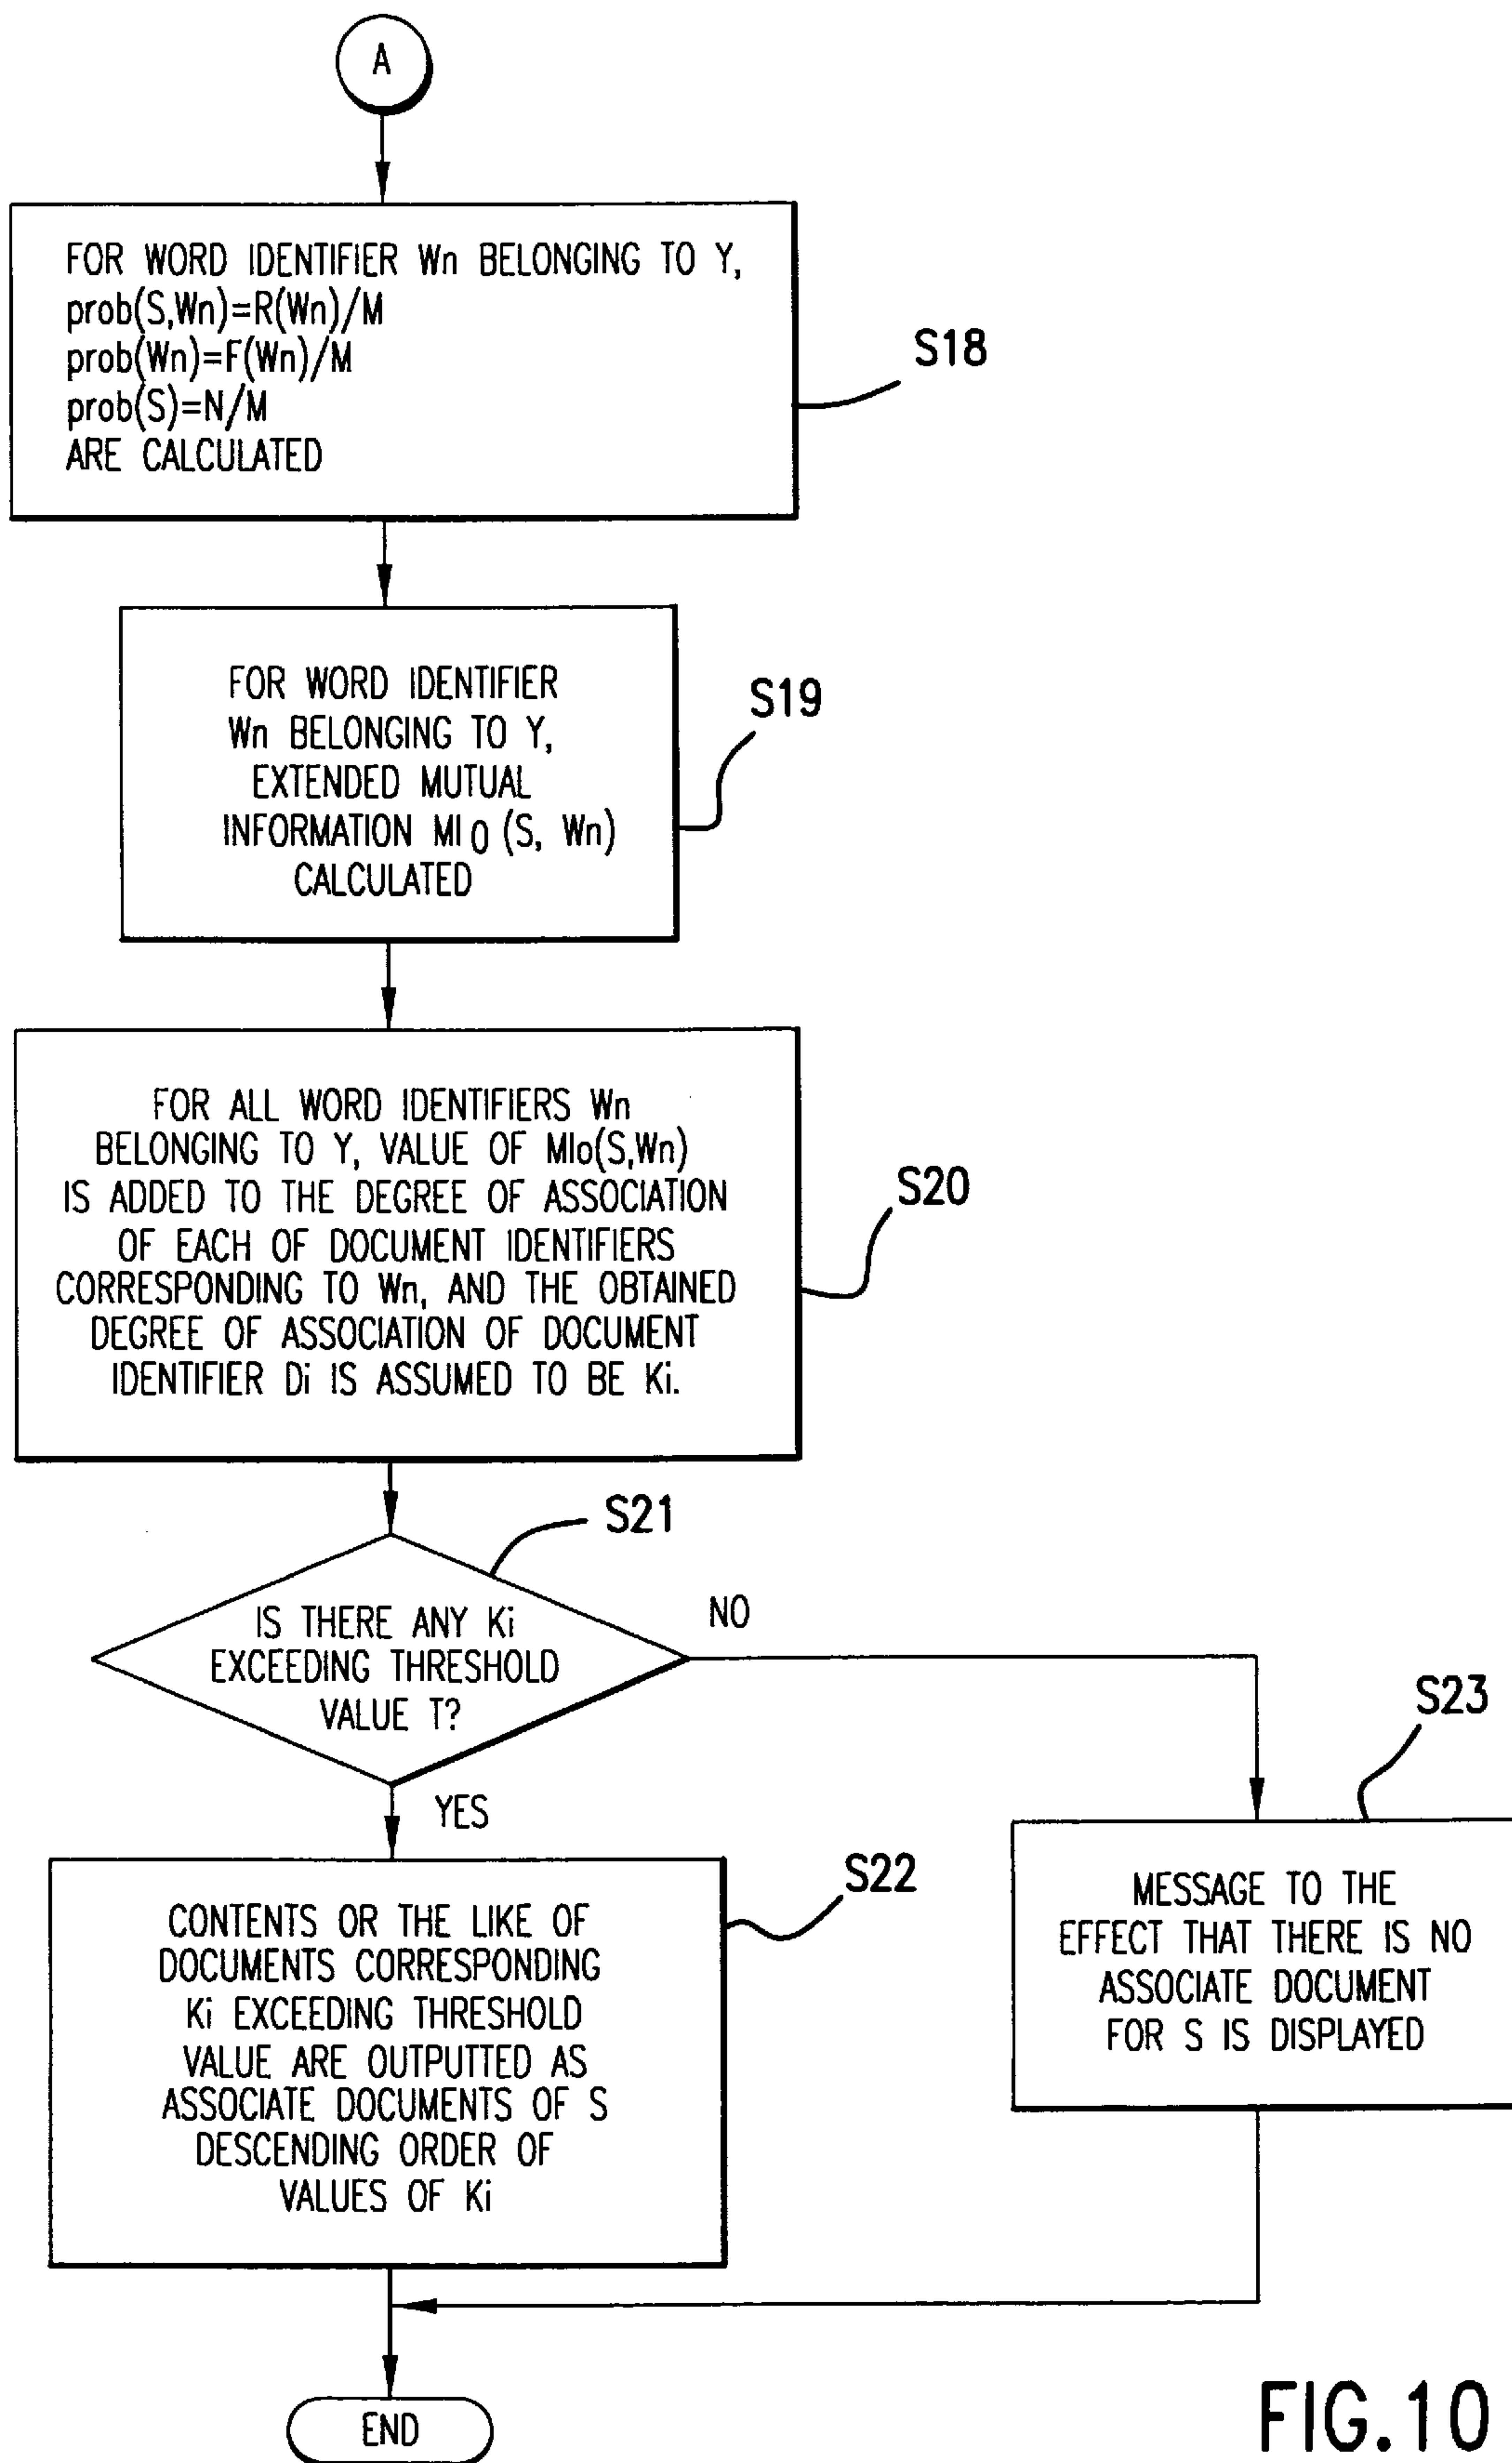 A
FOR WORD IDENTIFIER Wn BELONGING TO Y,
prob(S,Wn)=R(Wn)/M
prob(Wn)=F(Wn)/M
prob(S)=N/M
ARE CALCULATED
S18
FOR WORD IDENTIFIER
Wn BELONGING TO Y,
EXTENDED MUTUAL
INFORMATION MI0 (S, Wn)
CALCULATED
S19
FOR ALL WORD IDENTIFIERS Wn
BELONGING TO Y, VALUE OF MIo(S,Wn)
IS ADDED TO THE DEGREE OF ASSOCIATION
OF EACH OF DOCUMENT IDENTIFIERS
CORRESPONDING TO Wn, AND THE OBTAINED
DEGREE OF ASSOCIATION OF DOCUMENT
IDENTIFIER Di IS ASSUMED TO BE Ki.
S20
S21
IS THERE ANY Ki
EXCEEDING THRESHOLD
VALUE T?
NO
YES
S22
CONTENTS OR THE LIKE OF
DOCUMENTS CORRESPONDING
Ki EXCEEDING THRESHOLD
VALUE ARE OUTPUTTED AS
ASSOCIATE DOCUMENTS OF S
DESCENDING ORDER OF
VALUES OF Ki
S23
MESSAGE TO THE
EFFECT THAT THERE IS NO
ASSOCIATE DOCUMENT
FOR S IS DISPLAYED
END
FIG.10